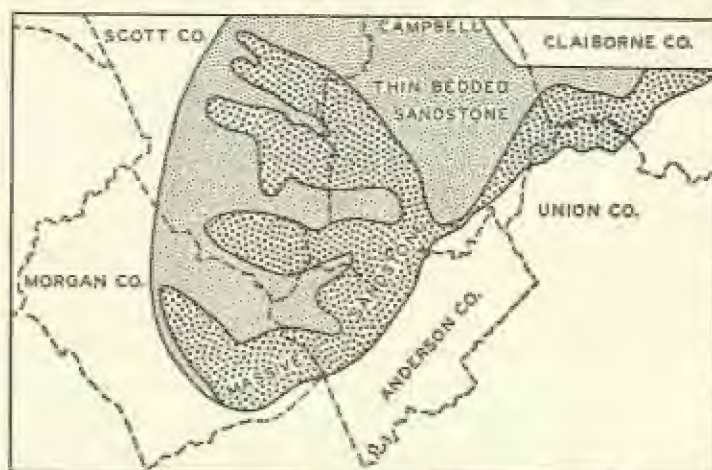 SCOTT CO.
CAMPBELL
CLAIBORNE CO.
THIN BEDDED
SANDSTONE
UNION CO.
MORGAN CO.
MASSIVE SANDSTONE
ANDERSON CO.